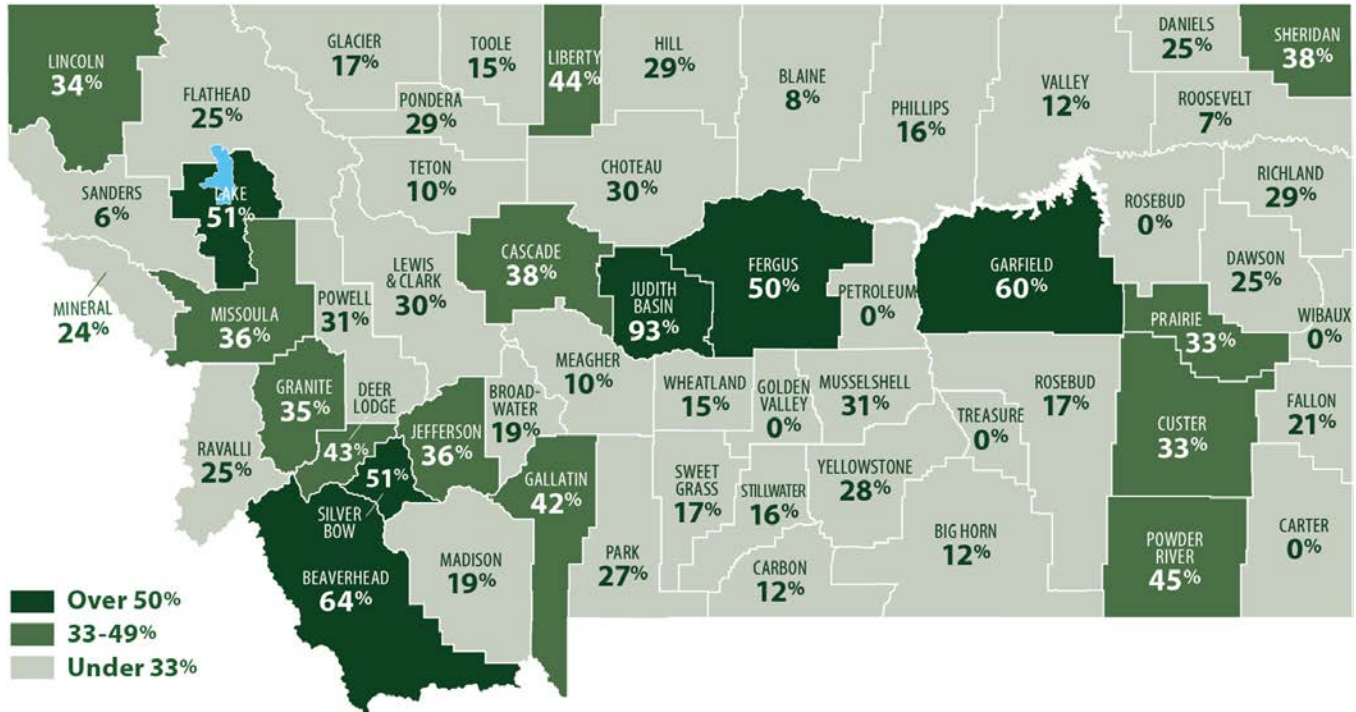 LINCOLN
34%
FLATHEAD
25%
GLACIER
17%
TOOLE
15%
PONDERA
29%
LIBERTY
44%
HILL
29%
BLAINE
8%
PHILLIPS
16%
VALLEY
12%
DANIELS
25%
SHERIDAN
38%
ROOSEVELT
7%
SANDERS
6%
LAKE
51%
TETON
10%
CHOTEAU
30%
ROSEBUD
0%
RICHLAND
29%
MINERAL
24%
MISSOULA
36%
POWELL
31%
LEWIS
& CLARK
30%
CASCADE
38%
JUDITH
BASIN
93%
FERGUS
50%
PETROLEUM
0%
GARFIELD
60%
DAWSON
25%
PRAIRIE
33%
WIBAUX
0%
RAVALLI
25%
GRANITE
35%
DEER
LODGE
43%
JEFFERSON
36%
BROAD-
WATER
19%
MEAGHER
10%
WHEATLAND
15%
GOLDEN
VALLEY
0%
MUSSELSHELL
31%
TREASURE
0%
ROSEBUD
17%
CUSTER
33%
FALLON
21%
51%
SILVER
BOW
GALLATIN
42%
SWEET
GRASS
17%
STILLWATER
16%
YELLOWSTONE
28%
BEAVERHEAD
64%
MADISON
19%
PARK
27%
CARBON
12%
BIG HORN
12%
POWDER
RIVER
45%
CARTER
0%
Over 50%
33-49%
Under 33%